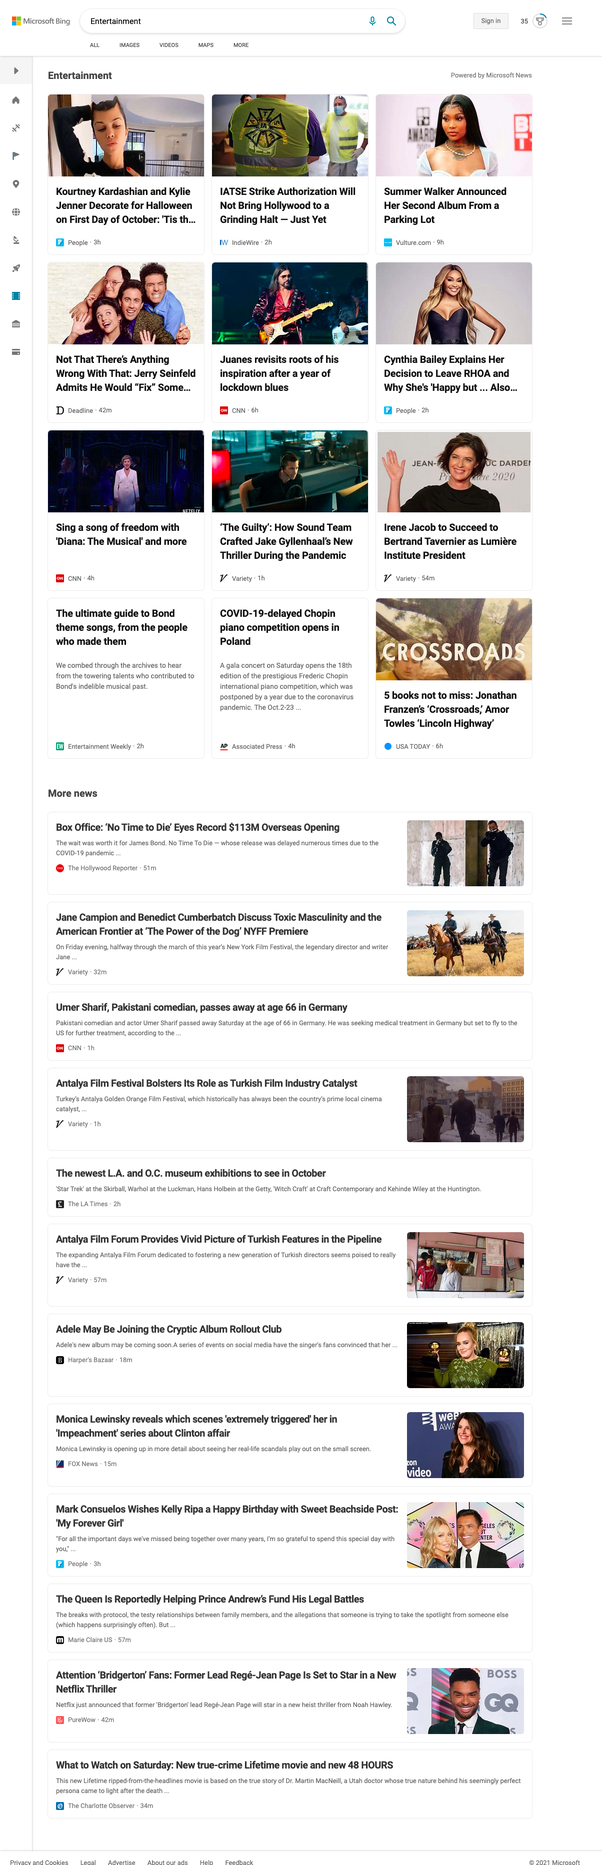 Microsoft Bing
Entertainment
Sign in
35
ALL IMAGES VIDEOS MAPS MORE
Entertainment
Powered by Microsoft News
Kourtney Kardashian and Kylie
Jenner Decorate for Halloween
on First Day of October: 'Tis th...
People · 3h
IATSE Strike Authorization Will
Not Bring Hollywood to a
Grinding Halt — Just Yet
IW IndieWire · 2h
Summer Walker Announced
Her Second Album From a
Parking Lot
Vulture.com · 9h
Not That There's Anything
Wrong With That: Jerry Seinfeld
Admits He Would “Fix” Some...
Deadline · 42m
Juanes revisits roots of his
inspiration after a year of
lockdown blues
CNN · 6h
Cynthia Bailey Explains Her
Decision to Leave RHOA and
Why She's 'Happy but ... Also...
People · 2h
NETFLIX
Sing a song of freedom with
'Diana: The Musical' and more
CNN · 4h
'The Guilty': How Sound Team
Crafted Jake Gyllenhaal's New
Thriller During the Pandemic
Variety · 1h
Irene Jacob to Succeed to
Bertrand Tavernier as Lumière
Institute President
Variety · 54m
The ultimate guide to Bond
theme songs, from the people
who made them
We combed through the archives to hear
from the towering talents who contributed to
Bond's indelible musical past.
Entertainment Weekly · 2h
COVID-19-delayed Chopin
piano competition opens in
Poland
A gala concert on Saturday opens the 18th
edition of the prestigious Frederic Chopin
international piano competition, which was
postponed by a year due to the coronavirus
pandemic. The Oct.2-23 ...
AP Associated Press · 4h
CROSSROADS
5 books not to miss: Jonathan
Franzen's 'Crossroads,' Amor
Towles 'Lincoln Highway'
USA TODAY · 6h
More news
Box Office: 'No Time to Die' Eyes Record $113M Overseas Opening
The wait was worth it for James Bond. No Time To Die — whose release was delayed numerous times due to the
COVID-19 pandemic ...
The Hollywood Reporter · 51m
Jane Campion and Benedict Cumberbatch Discuss Toxic Masculinity and the
American Frontier at 'The Power of the Dog' NYFF Premiere
On Friday evening, halfway through the march of this year's New York Film Festival, the legendary director and writer
Jane ...
Variety · 32m
Umer Sharif, Pakistani comedian, passes away at age 66 in Germany
Pakistani comedian and actor Umer Sharif passed away Saturday at the age of 66 in Germany. He was seeking medical treatment in Germany but set to fly to the
US for further treatment, according to the ...
CNN · 1h
Antalya Film Festival Bolsters Its Role as Turkish Film Industry Catalyst
Turkey's Antalya Golden Orange Film Festival, which historically has always been the country's prime local cinema
catalyst, ...
Variety · 1h
The newest L.A. and O.C. museum exhibitions to see in October
'Star Trek' at the Skirball, Warhol at the Luckman, Hans Holbein at the Getty, 'Witch Craft' at Craft Contemporary and Kehinde Wiley at the Huntington.
The LA Times · 2h
Antalya Film Forum Provides Vivid Picture of Turkish Features in the Pipeline
The expanding Antalya Film Forum dedicated to fostering a new generation of Turkish directors seems poised to really
have the ...
Variety · 57m
Adele May Be Joining the Cryptic Album Rollout Club
Adele's new album may be coming soon.A series of events on social media have the singer's fans convinced that her ...
Harper's Bazaar · 18m
Monica Lewinsky reveals which scenes 'extremely triggered' her in
'Impeachment' series about Clinton affair
Monica Lewinsky is opening up in more detail about seeing her real-life scandals play out on the small screen.
FOX News · 15m
Mark Consuelos Wishes Kelly Ripa a Happy Birthday with Sweet Beachside Post:
'My Forever Girl'
"For all the important days we've missed being together over many years, I'm so grateful to spend this special day with
you," ...
People · 3h
The Queen Is Reportedly Helping Prince Andrew's Fund His Legal Battles
The breaks with protocol, the testy relationships between family members, and the allegations that someone is trying to take the spotlight from someone else
(which happens surprisingly often). But ...
Marie Claire US · 57m
Attention 'Bridgerton' Fans: Former Lead Regé-Jean Page Is Set to Star in a New
Netflix Thriller
Netflix just announced that former 'Bridgerton' lead Regé-Jean Page will star in a new heist thriller from Noah Hawley.
PureWow · 42m
BOSS
GQ
What to Watch on Saturday: New true-crime Lifetime movie and new 48 HOURS
This new Lifetime ripped-from-the-headlines movie is based on the true story of Dr. Martin MacNeill, a Utah doctor whose true nature behind his seemingly perfect
persona came to light after the death ...
The Charlotte Observer · 34m
Privacy and Cookies Legal Advertise About our ads Help Feedback
© 2021 Microsoft